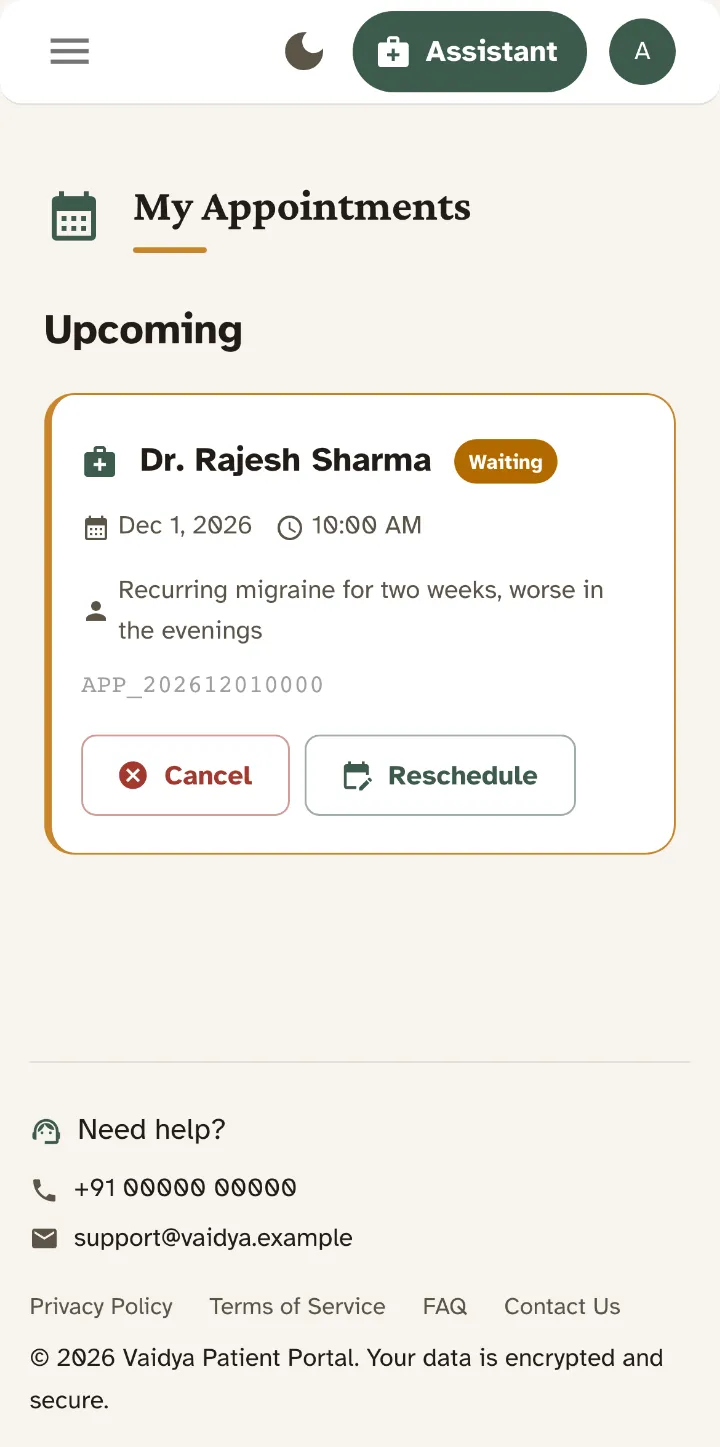 Assistant
A
My Appointments
Upcoming
Dr. Rajesh Sharma
Waiting
Dec 1, 2026
10:00 AM
Recurring migraine for two weeks, worse in
the evenings
APP_202612010000
Cancel
Reschedule
Need help?
+91 00000 00000
support@vaidya.example
Privacy Policy
Terms of Service
FAQ
Contact Us
© 2026 Vaidya Patient Portal. Your data is encrypted and
secure.